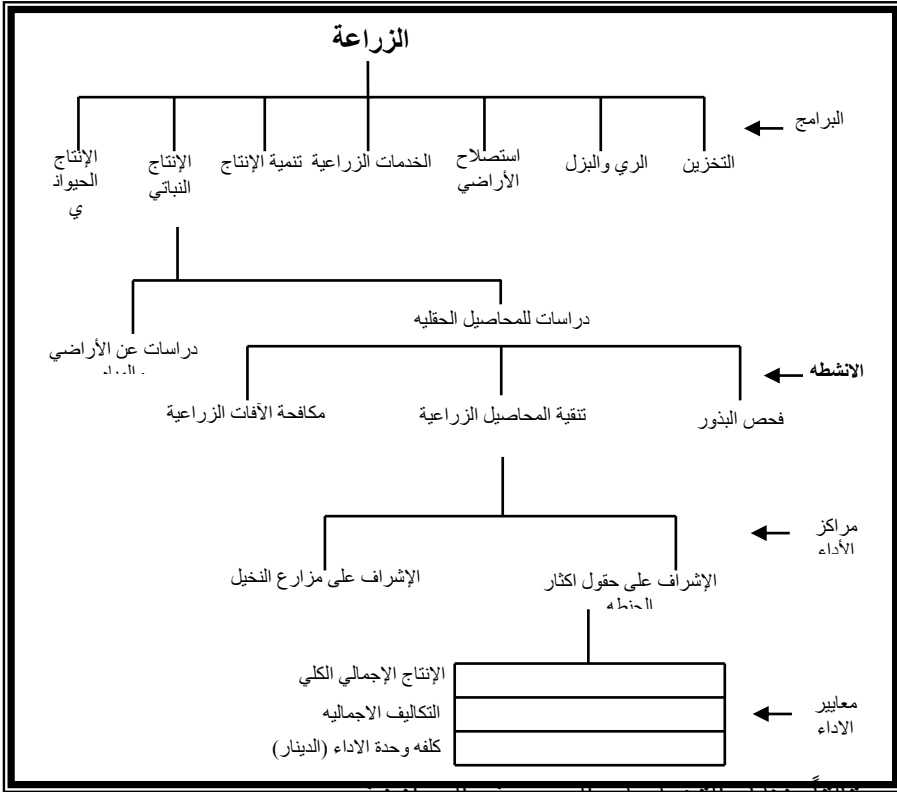 الزراعة
البرامج
التخزين
الري والبزل
استصلاح
الأراضي
الخدمات الزراعية
تنمية الإنتاج
الإنتاج
النباتي
الإنتاج
الحيوان
ي
دراسات للمحاصيل الحقليه
دراسات عن الأراضي
الانشطه
فحص البذور
تنقية المحاصيل الزراعية
مكافحة الآفات الزراعية
مراكز
الأداء
الإشراف على حقول اكثار
الحنطه
الإشراف على مزارع النخيل
معايير
الاداء
الإنتاج الإجمالي الكلي
التكاليف الاجماليه
كلفه وحدة الاداء (الدينار)